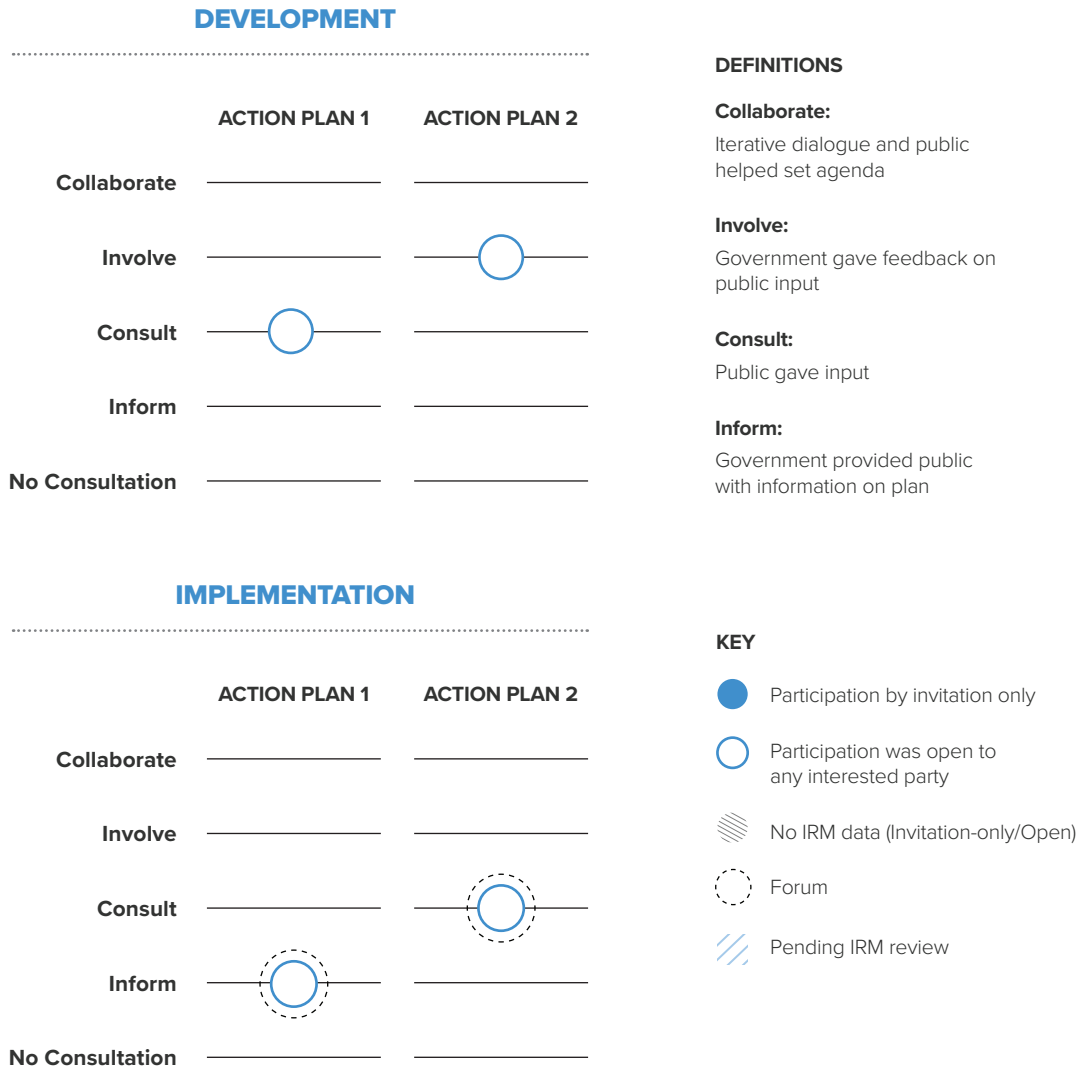 DEVELOPMENT
ACTION PLAN 1 ACTION PLAN 2
Collaborate
Involve
Consult
Inform
No Consultation
DEFINITIONS
Collaborate:
Iterative dialogue and public
helped set agenda
Involve:
Government gave feedback on
public input
Consult:
Public gave input
Inform:
Government provided public
with information on plan
IMPLEMENTATION
ACTION PLAN 1 ACTION PLAN 2
Collaborate
Involve
Consult
Inform
No Consultation
KEY
Participation by invitation only
Participation was open to
any interested party
No IRM data (Invitation-only/Open)
Forum
Pending IRM review